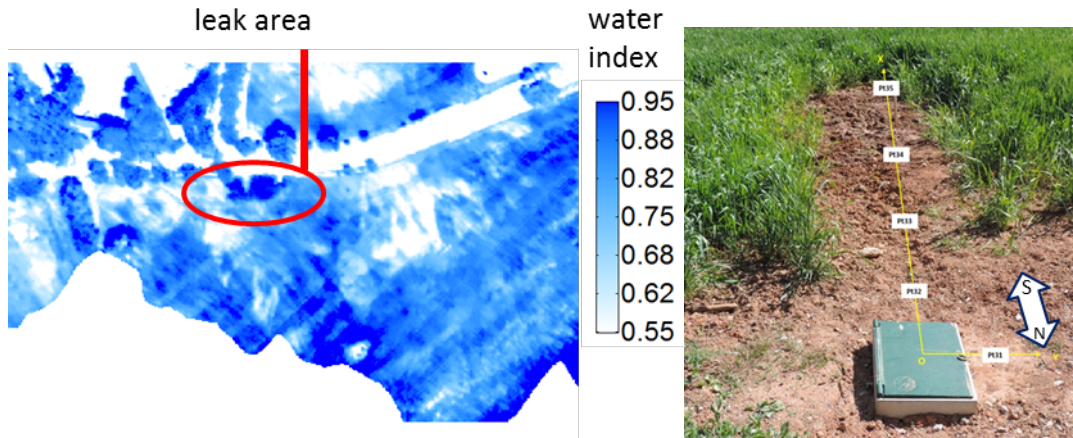 leak area
water
index
0.95
0.88
0.82
0.75
0.68
0.62
0.55
X
Pt35
Pt34
Pt33
Pt32
S
N
O
Pt31
Y